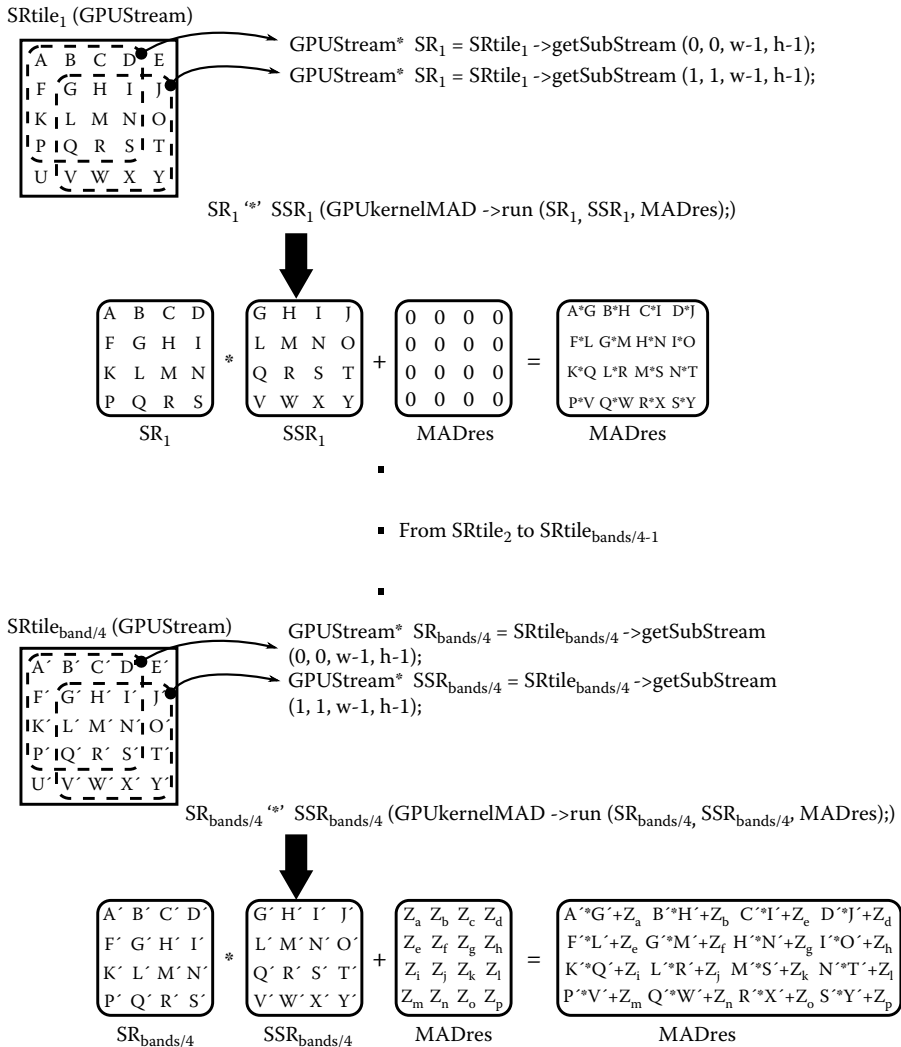 SRtile1 (GPUStream)
GPUStream* SR1 = SRtile1 ->getSubStream (0, 0, w-1, h-1);
GPUStream* SR1 = SRtile1 ->getSubStream (1, 1, w-1, h-1);
A B C D E
F G H I J
K L M N O
P Q R S T
U V W X Y
SR1 ‘*’ SSR1 (GPUkernelMAD ->run (SR1, SSR1, MADres);)
A B C D
F G H I
K L M N
P Q R S
SR1
*
G H I J
L M N O
Q R S T
V W X Y
SSR1
+
0 0 0 0
0 0 0 0
0 0 0 0
0 0 0 0
MADres
=
A*G B*H C*I D*J
F*L G*M H*N I*O
K*Q L*R M*S N*T
P*V Q*W R*X S*Y
MADres
▪
▪ From SRtile2 to SRtilebands/4-1
▪
SRtileband/4 (GPUStream)
GPUStream* SRbands/4 = SRtilebands/4 ->getSubStream
(0, 0, w-1, h-1);
GPUStream* SSRbands/4 = SRtilebands/4 ->getSubStream
(1, 1, w-1, h-1);
A´ B´ C´ D´ E´
F´ G´ H´ I´ J´
K´ L´ M´ N´ O´
P´ Q´ R´ S´ T´
U´ V´ W´ X´ Y´
SRbands/4 ‘*’ SSRbands/4 (GPUkernelMAD ->run (SRbands/4, SSRbands/4, MADres);)
A´ B´ C´ D´
F´ G´ H´ I´
K´ L´ M´ N´
P´ Q´ R´ S´
SRbands/4
*
G´ H´ I´ J´
L´ M´ N´ O´
Q´ R´ S´ T´
V´ W´ X´ Y´
SSRbands/4
+
Za Zb Zc Zd
Ze Zf Zg Zh
Zi Zj Zk Zl
Zm Zn Zo Zp
MADres
=
A´*G´+Za B´*H´+Zb C´*I´+Ze D´*J´+Zd
F´*L´+Ze G´*M´+Zf H´*N´+Zg I´*O´+Zh
K´*Q´+Zi L´*R´+Zj M´*S´+Zk N´*T´+Zl
P´*V´+Zm Q´*W´+Zn R´*X´+Zo S´*Y´+Zp
MADres